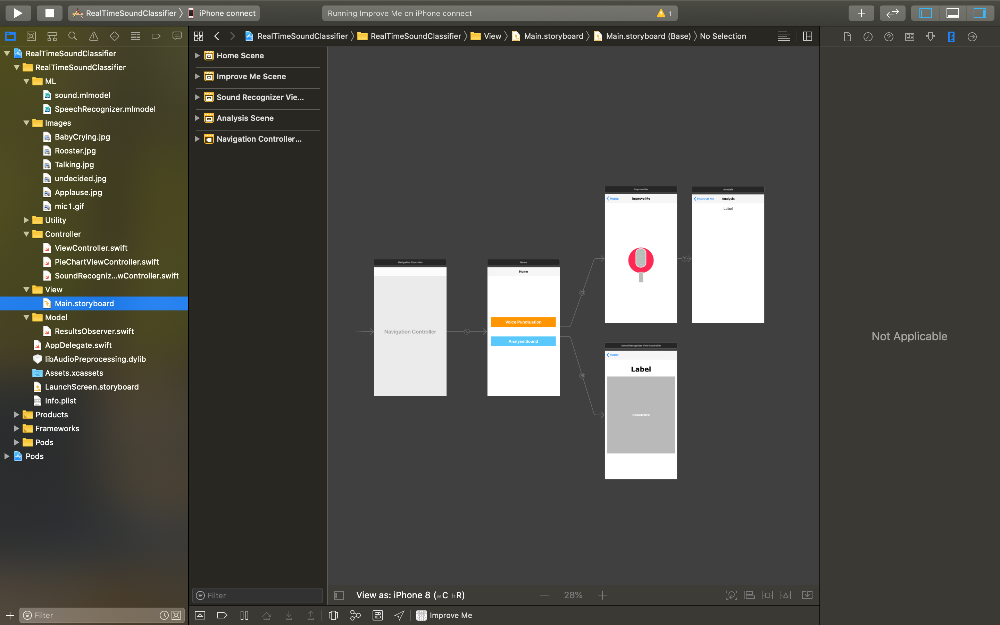 RealTimeSoundClassifier
iPhone connect
Running Improve Me on iPhone connect
1
RealTimeSoundClassifier
RealTimeSoundClassifier
View
Main.storyboard
Main.storyboard (Base)
No Selection
RealTimeSoundClassifier
RealTimeSoundClassifier
ML
sound.mlmodel
SpeechRecognizer.mlmodel
Images
BabyCrying.jpg
Rooster.jpg
Talking.jpg
undecided.jpg
Applause.jpg
mic1.gif
Utility
Controller
ViewController.swift
PieChartViewController.swift
SoundRecogniz...wController.swift
View
Main.storyboard
Model
ResultsObserver.swift
AppDelegate.swift
libAudioPreprocessing.dylib
Assets.xcassets
LaunchScreen.storyboard
Info.plist
Products
Frameworks
Pods
Pods
Filter
Home Scene
Improve Me Scene
Sound Recognizer Vie...
Analysis Scene
Navigation Controller...
Filter
Navigation Controller
Navigation Controller
Home
Home
Voice Punctuation
Analyse Sound
Improve Me
Home
Improve Me
Analysis
Improve Me
Analysis
Label
Sound Recognizer View Controller
Home
Label
UIImageView
View as: iPhone 8 (wC hR)
28%
Improve Me
Not Applicable